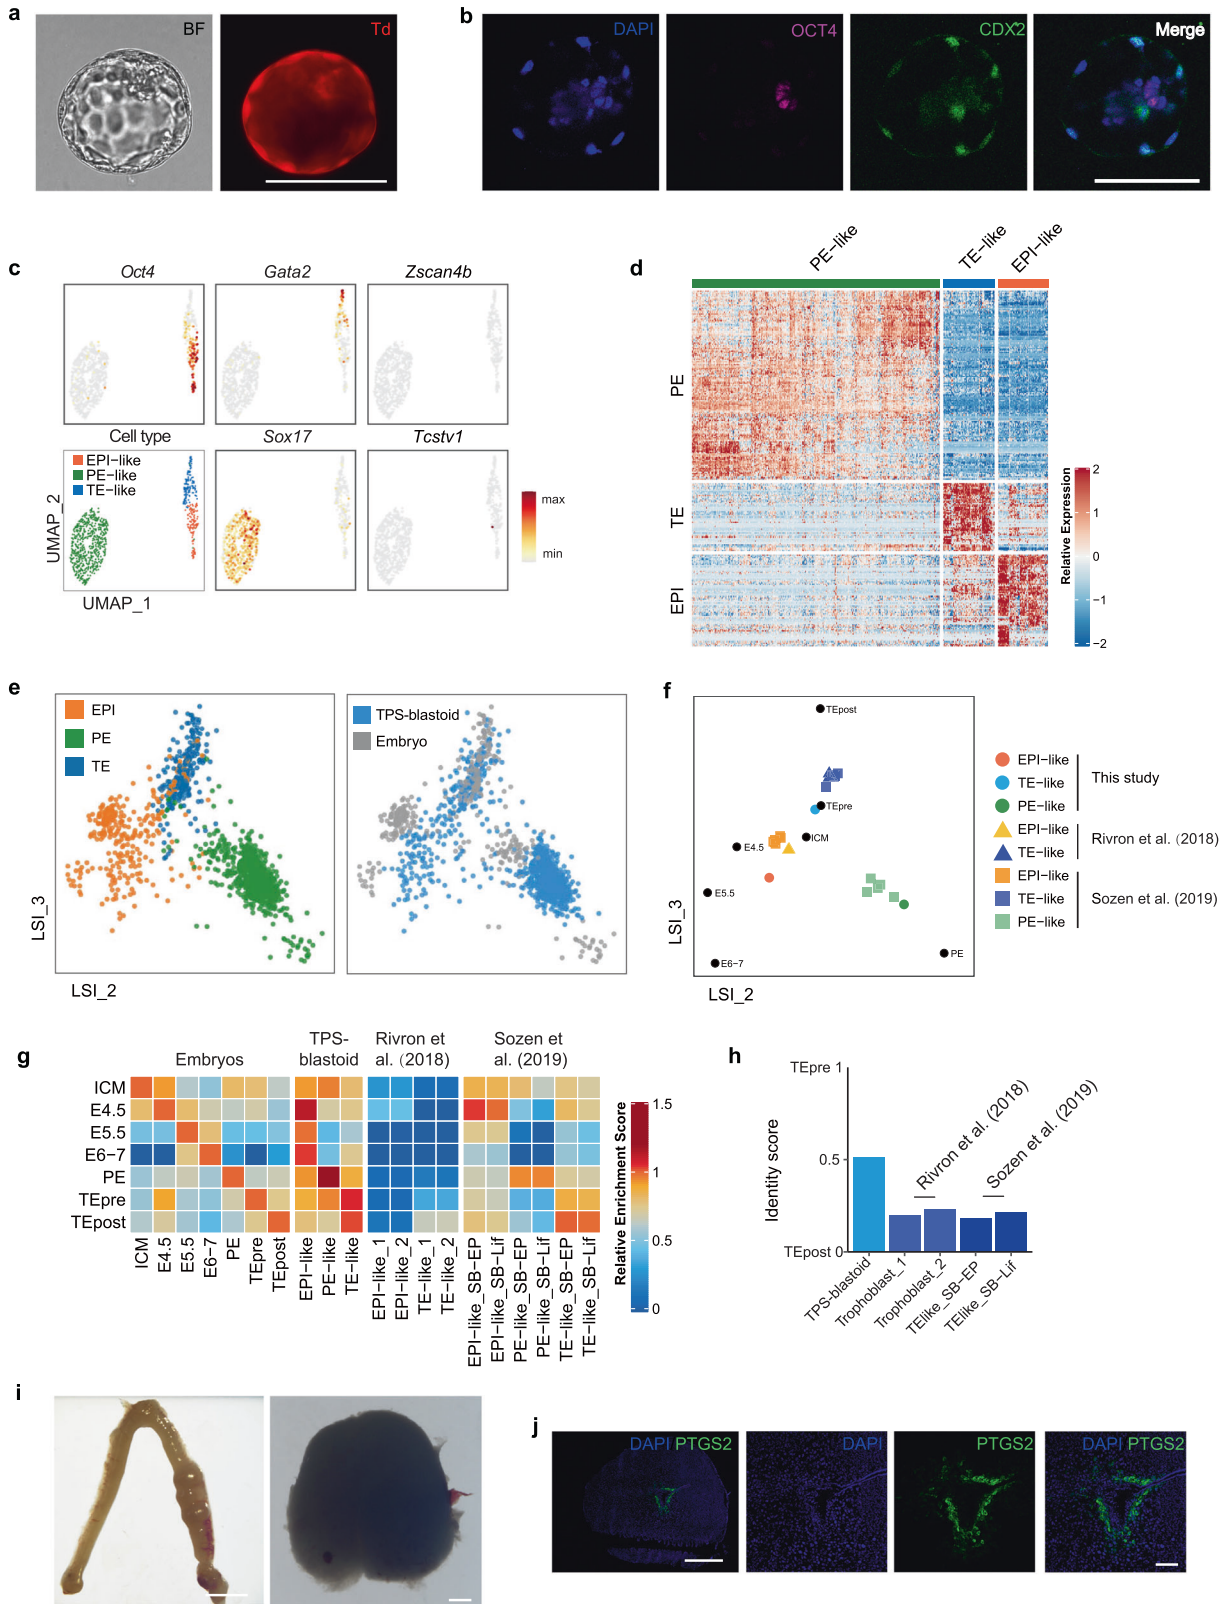 a
BF
Td
b
DAPI
OCT4
CDX2
Merge
c
Oct4
Gata2
Zscan4b
Cell type
Sox17
Tcstv1
EPI-like
PE-like
TE-like
UMAP_2
UMAP_1
max
min
d
PE-like
TE-like
EPI-like
PE
TE
EPI
Relative Expression
2
1
0
-1
-2
e
EPI
PE
TE
TPS-blastoid
Embryo
LSI_3
LSI_2
f
TEpost
TEpre
ICM
E4.5
E5.5
E6-7
PE
LSI_3
LSI_2
EPI-like
TE-like
PE-like
This study
EPI-like
TE-like
Rivron et al. (2018)
EPI-like
TE-like
PE-like
Sozen et al. (2019)
g
Embryos
TPS-
blastoid
Rivron et
al. (2018)
Sozen et
al. (2019)
ICM
E4.5
E5.5
E6-7
PE
TEpre
TEpost
ICM
E4.5
E5.5
E6-7
PE
TEpre
TEpost
EPI-like
PE-like
TE-like
EPI-like_1
EPI-like_2
TE-like_1
TE-like_2
EPI-like_SB-EP
EPI-like_SB-Lif
PE-like_SB-EP
PE-like_SB-Lif
TE-like_SB-EP
TE-like_SB-Lif
Relative Enrichment Score
1.5
1
0.5
0
h
TEpre 1
0.5
TEpost 0
Identity score
Rivron et al. (2018)
Sozen et al. (2019)
TPS-blastoid
Trophoblast_1
Trophoblast_2
TElike_SB-EP
TElike_SB-Lif
i
j
DAPI PTGS2
DAPI
PTGS2
DAPI PTGS2